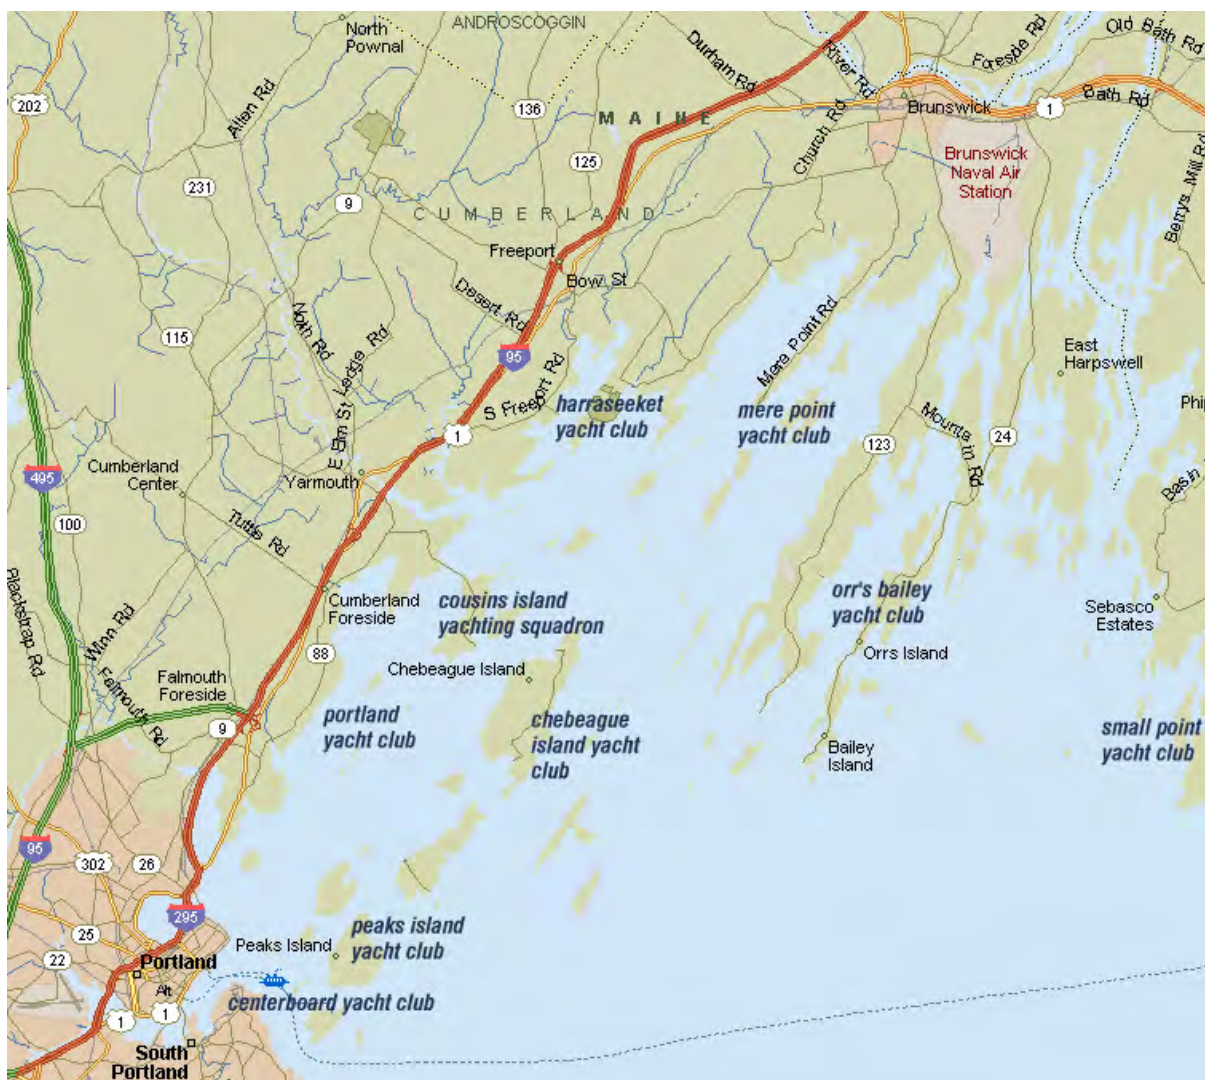 ANDROSCOGGIN
North
Pownal
Durham Rd
River Rd
Forestie Rd
Old Bath Rd
202
Allen Rd
136
MAINE
Church Rd
Brunswick
1
Bath Rd
125
Brunswick
Naval Air
Station
Berrys Mill Rd
231
9
CUMBERLAND
Freeport
Bow St
Desert Rd
North Rd
Ledge Rd
E Elm St
115
95
S Freeport Rd
Mere Point Rd
East
Harpswell
harraseeket
yacht club
mere point
yacht club
Phip
1
123
Mountain Rd
24
495
Cumberland
Center
Yarmouth
Basin
100
Tuttle Rd
Blackstrap Rd
Winn Rd
Cumberland
Foreside
cousins island
yachting squadron
orr's bailey
yacht club
Sebasco
Estates
88
Orrs Island
Falmouth Rd
Falmouth
Foreside
Chebeague Island
9
portland
yacht club
chebeague
island yacht
club
Bailey
Island
small point
yacht club
95
302
26
295
25
22
Peaks Island
peaks island
yacht club
Portland
Alt
1
1
centerboard yacht club
South
Portland